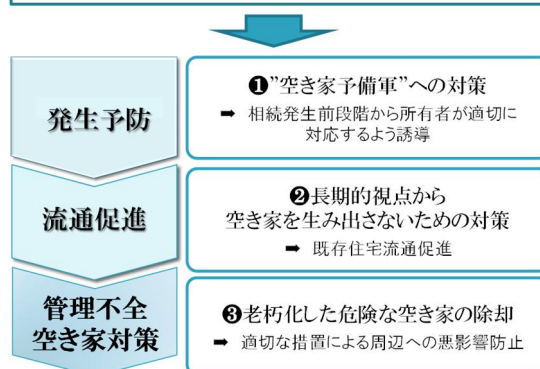 発生予防
❶”空き家予備軍”への対策
➡ 相続発生前段階から所有者が適切に
対応するよう誘導
流通促進
❷長期的視点から
空き家を生み出さないための対策
➡ 既存住宅流通促進
管理不全
空き家対策
❸老朽化した危険な空き家の除却
➡ 適切な措置による周辺への悪影響防止